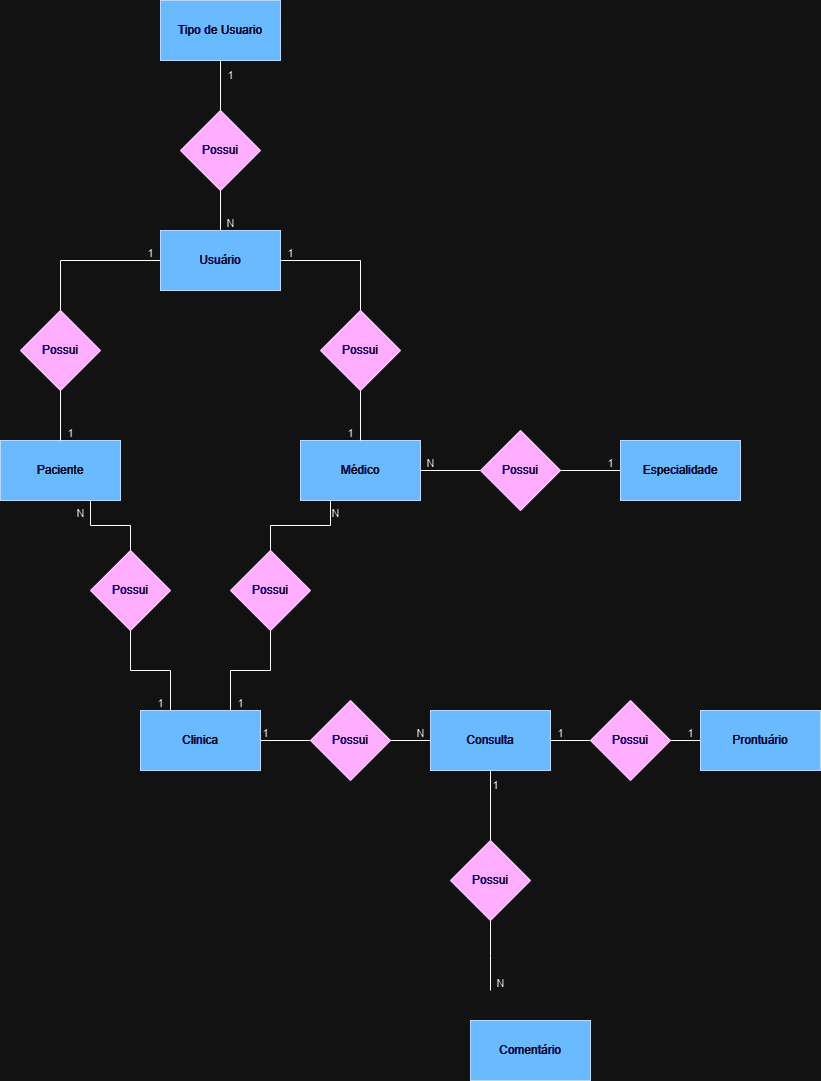 Tipo de Usuario
1
Possui
N
1
Usuário
1
Possui
Possui
1
1
Paciente
Médico
N
Possui
1
Especialidade
N
N
Possui
Possui
1
1
Clinica
1
Possui
N
Consulta
1
Possui
1
Prontuário
1
Possui
N
Comentário